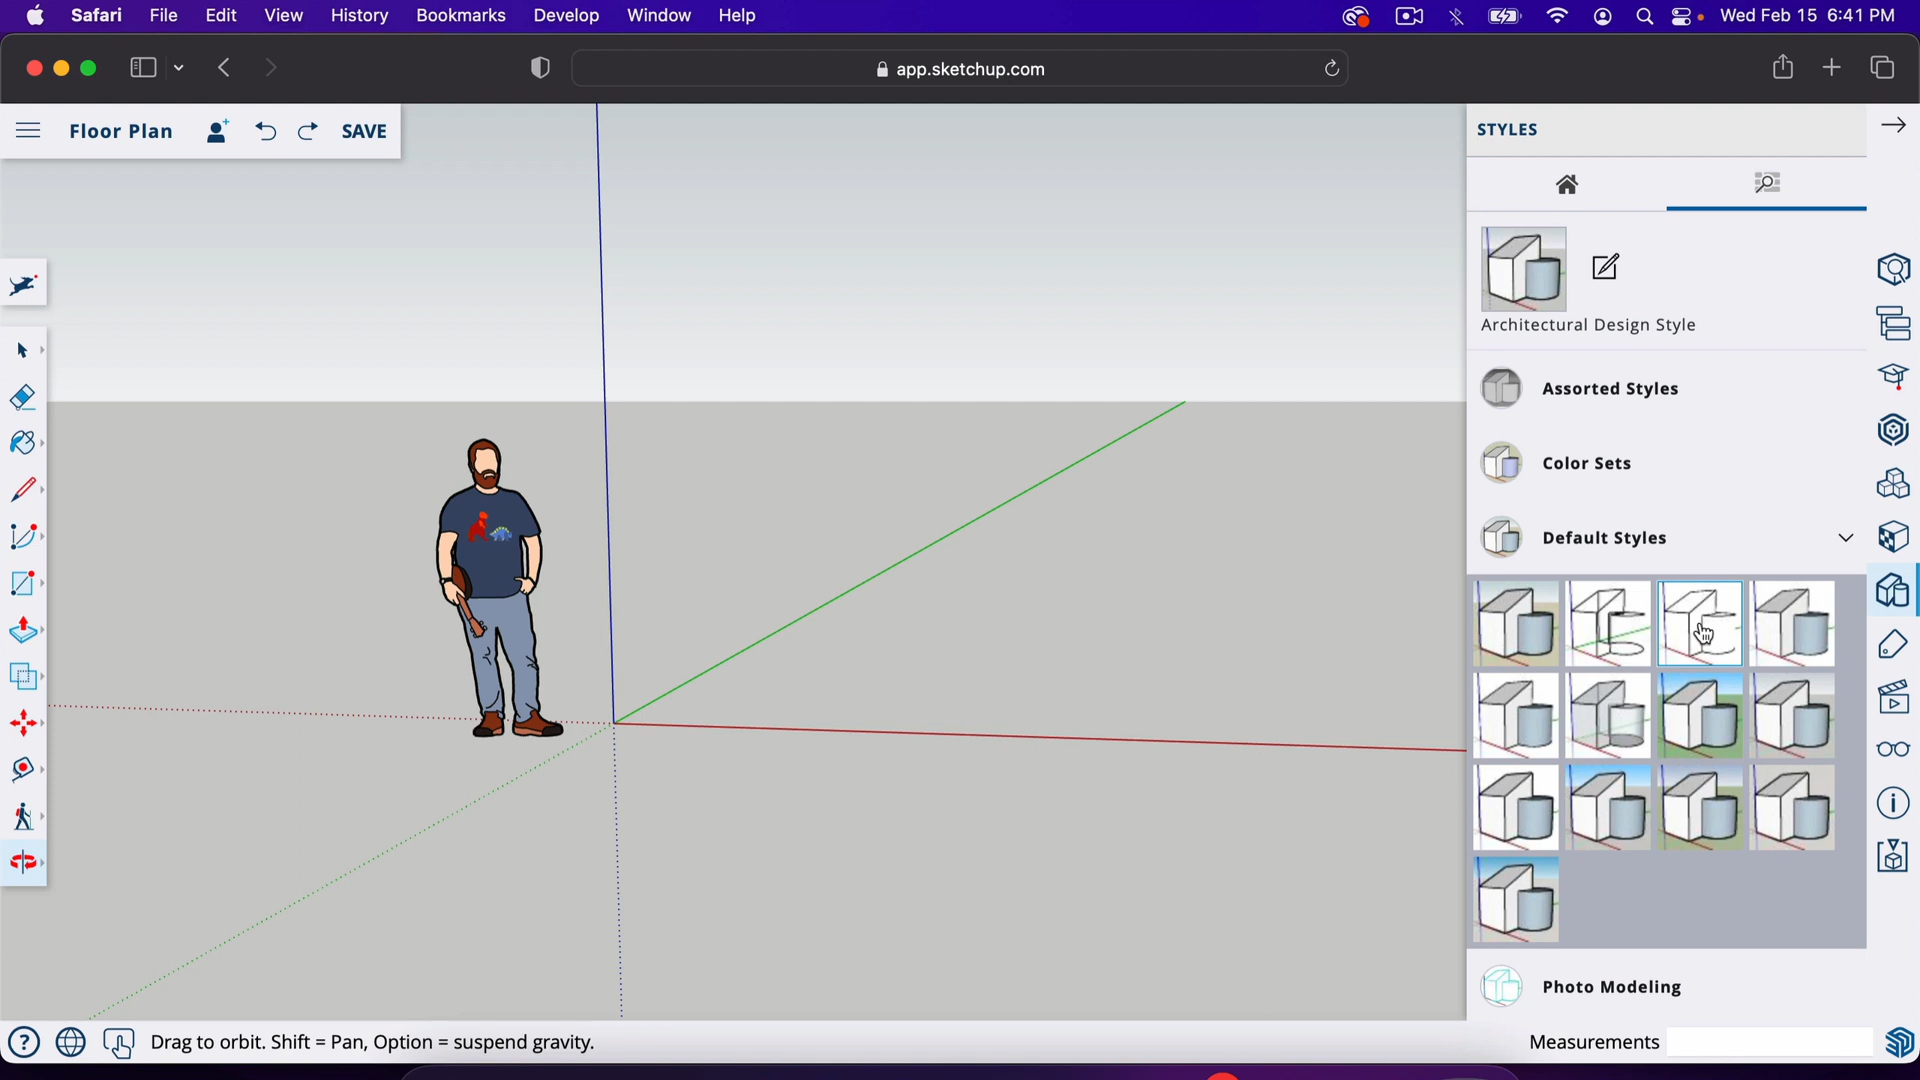 Safari File Edit View History Bookmarks Develop Window Help Wed Feb 15 6:41 PM
app.sketchup.com
Floor Plan SAVE
STYLES
Architectural Design Style
Assorted Styles
Color Sets
Default Styles
Photo Modeling
Drag to orbit. Shift = Pan, Option = suspend gravity.
Measurements